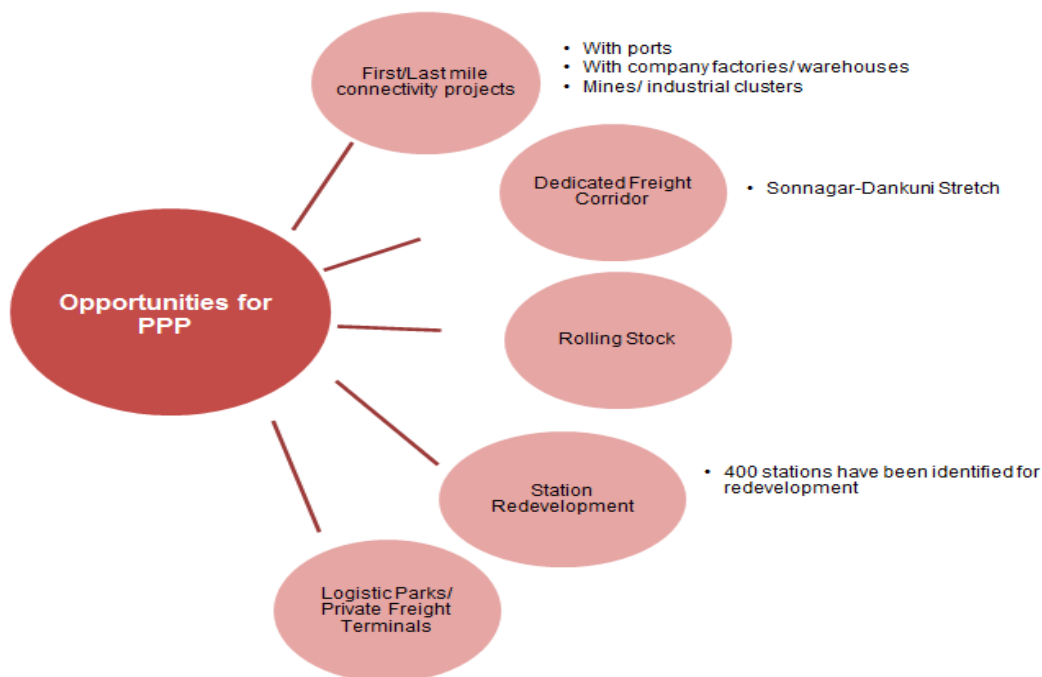 First/Last mile
connectivity projects
• With ports
• With company factories/ warehouses
• Mines/ industrial clusters
Dedicated Freight
Corridor
• Sonnagar-Dankuni Stretch
Opportunities for
PPP
Rolling Stock
Station
Redevelopment
• 400 stations have been identified for
redevelopment
Logistic Parks/
Private Freight
Terminals